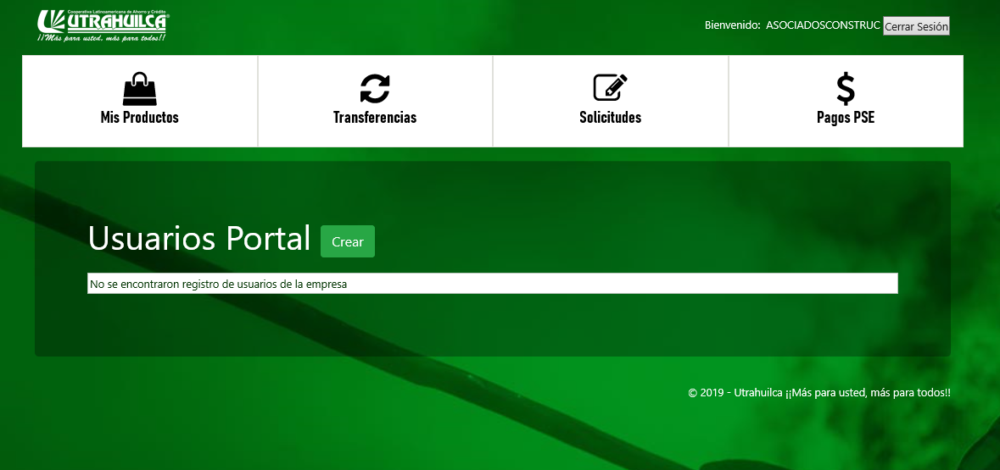 Cooperativa Latinoamericana de Ahorro y Crédito
UTRAHUILCA®
¡¡Más para usted, más para todos!!
Bienvenido: ASOCIADOSCONSTRUC Cerrar Sesión
Mis Productos
Transferencias
Solicitudes
Pagos PSE
Usuarios Portal Crear
No se encontraron registro de usuarios de la empresa
© 2019 - Utrahuilca ¡¡Más para usted, más para todos!!